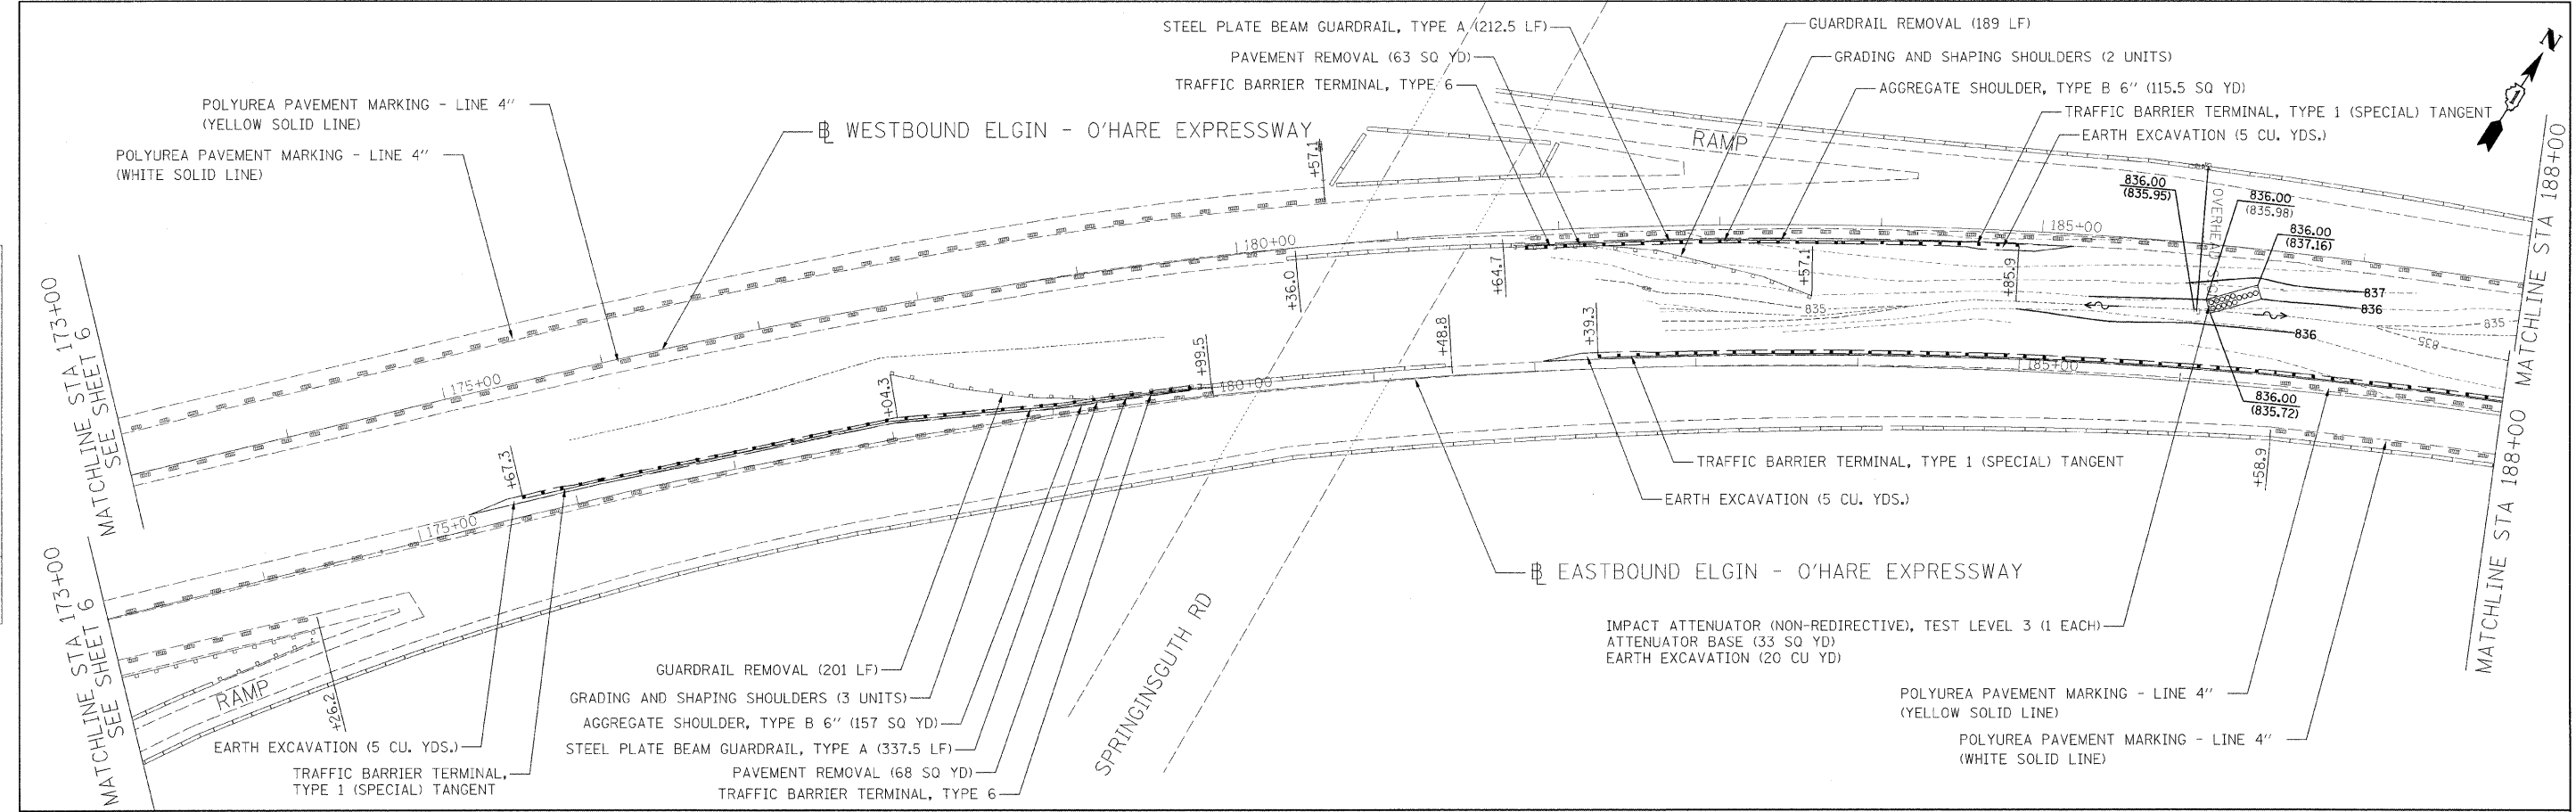 STEEL PLATE BEAM GUARDRAIL, TYPE A (212.5 LF)
PAVEMENT REMOVAL (63 SQ YD)
TRAFFIC BARRIER TERMINAL, TYPE 6
GUARDRAIL REMOVAL (189 LF)
GRADING AND SHAPING SHOULDERS (2 UNITS)
AGGREGATE SHOULDER, TYPE B 6" (115.5 SQ YD)
TRAFFIC BARRIER TERMINAL, TYPE 1 (SPECIAL) TANGENT
EARTH EXCAVATION (5 CU. YDS.)
N
POLYUREA PAVEMENT MARKING - LINE 4"
(YELLOW SOLID LINE)
POLYUREA PAVEMENT MARKING - LINE 4"
(WHITE SOLID LINE)
℄ WESTBOUND ELGIN - O'HARE EXPRESSWAY
+57.1
RAMP
836.00
(835.95)
OVERHEAD
836.00
(835.98)
836.00
(837.16)
MATCHLINE STA 188+00
180+00
185+00
+36.0
+64.7
+57.1
+85.9
835
837
836
836
835
835
MATCHLINE STA 173+00
SEE SHEET 6
175+00
+04.3
+99.5
180+00
+48.8
+39.3
185+00
836.00
(835.72)
+67.3
175+00
+58.9
TRAFFIC BARRIER TERMINAL, TYPE 1 (SPECIAL) TANGENT
EARTH EXCAVATION (5 CU. YDS.)
MATCHLINE STA 188+00
℄ EASTBOUND ELGIN - O'HARE EXPRESSWAY
MATCHLINE STA 173+00
SEE SHEET 6
RAMP
+26.2
SPRINGINSGUTH RD
IMPACT ATTENUATOR (NON-REDIRECTIVE), TEST LEVEL 3 (1 EACH)
ATTENUATOR BASE (33 SQ YD)
EARTH EXCAVATION (20 CU YD)
GUARDRAIL REMOVAL (201 LF)
GRADING AND SHAPING SHOULDERS (3 UNITS)
AGGREGATE SHOULDER, TYPE B 6" (157 SQ YD)
STEEL PLATE BEAM GUARDRAIL, TYPE A (337.5 LF)
PAVEMENT REMOVAL (68 SQ YD)
TRAFFIC BARRIER TERMINAL, TYPE 6
EARTH EXCAVATION (5 CU. YDS.)
TRAFFIC BARRIER TERMINAL,
TYPE 1 (SPECIAL) TANGENT
POLYUREA PAVEMENT MARKING - LINE 4"
(YELLOW SOLID LINE)
POLYUREA PAVEMENT MARKING - LINE 4"
(WHITE SOLID LINE)